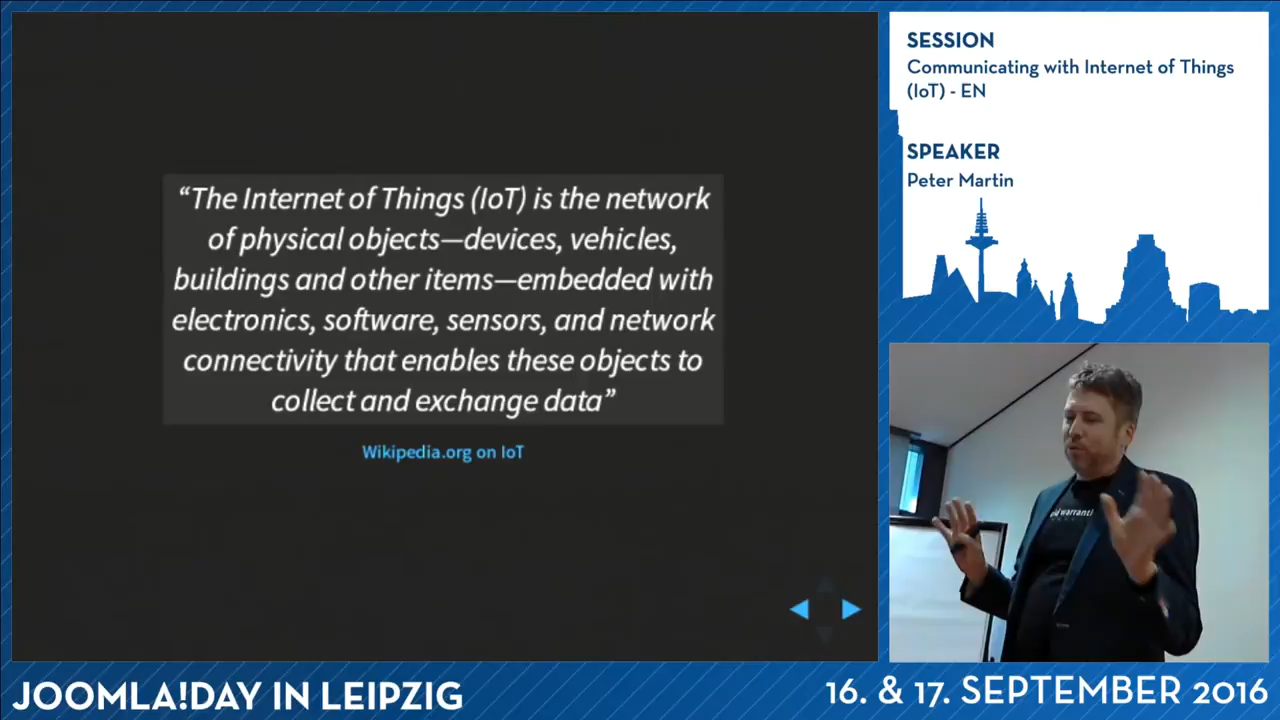 “The Internet of Things (IoT) is the network
of physical objects—devices, vehicles,
buildings and other items—embedded with
electronics, software, sensors, and network
connectivity that enables these objects to
collect and exchange data”
Wikipedia.org on IoT
SESSION
Communicating with Internet of Things
(IoT) - EN
SPEAKER
Peter Martin
JOOMLA!DAY IN LEIPZIG
16. & 17. SEPTEMBER 2016